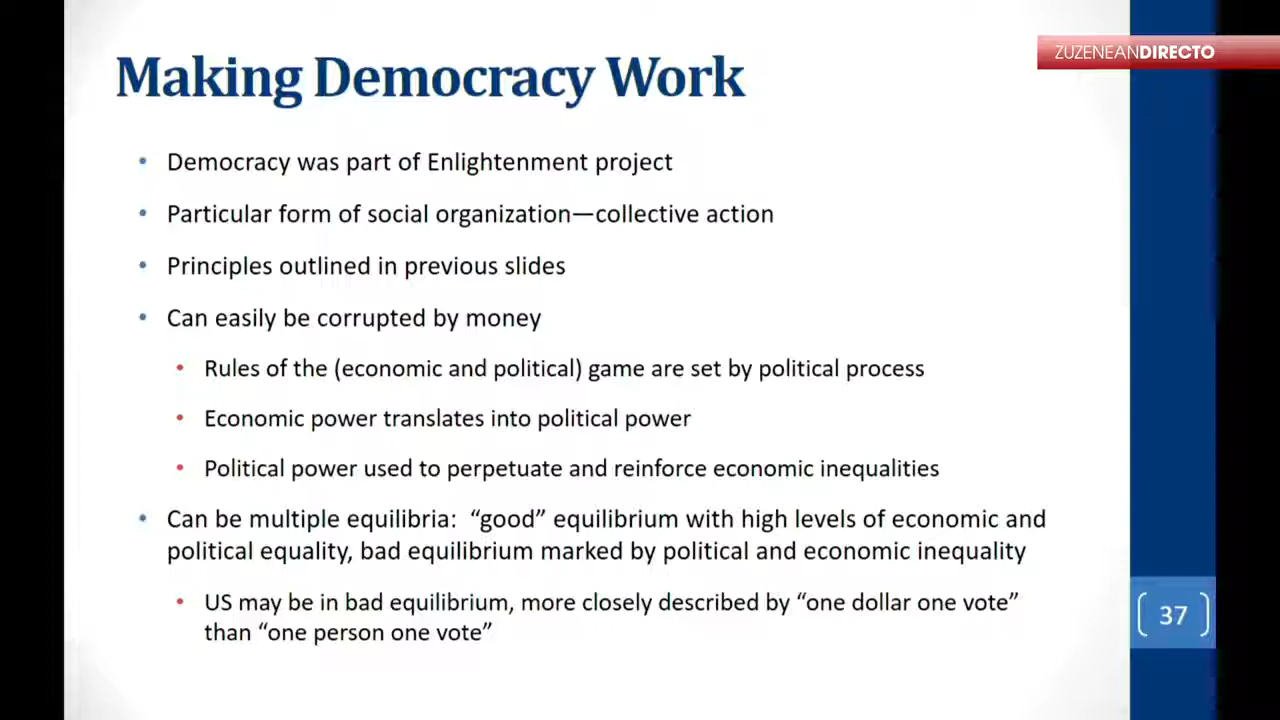 ZUZENEANDIRECTO
Making Democracy Work
• Democracy was part of Enlightenment project
• Particular form of social organization—collective action
• Principles outlined in previous slides
• Can easily be corrupted by money
• Rules of the (economic and political) game are set by political process
• Economic power translates into political power
• Political power used to perpetuate and reinforce economic inequalities
• Can be multiple equilibria:  “good” equilibrium with high levels of economic and
political equality, bad equilibrium marked by political and economic inequality
• US may be in bad equilibrium, more closely described by “one dollar one vote”
than “one person one vote”
37